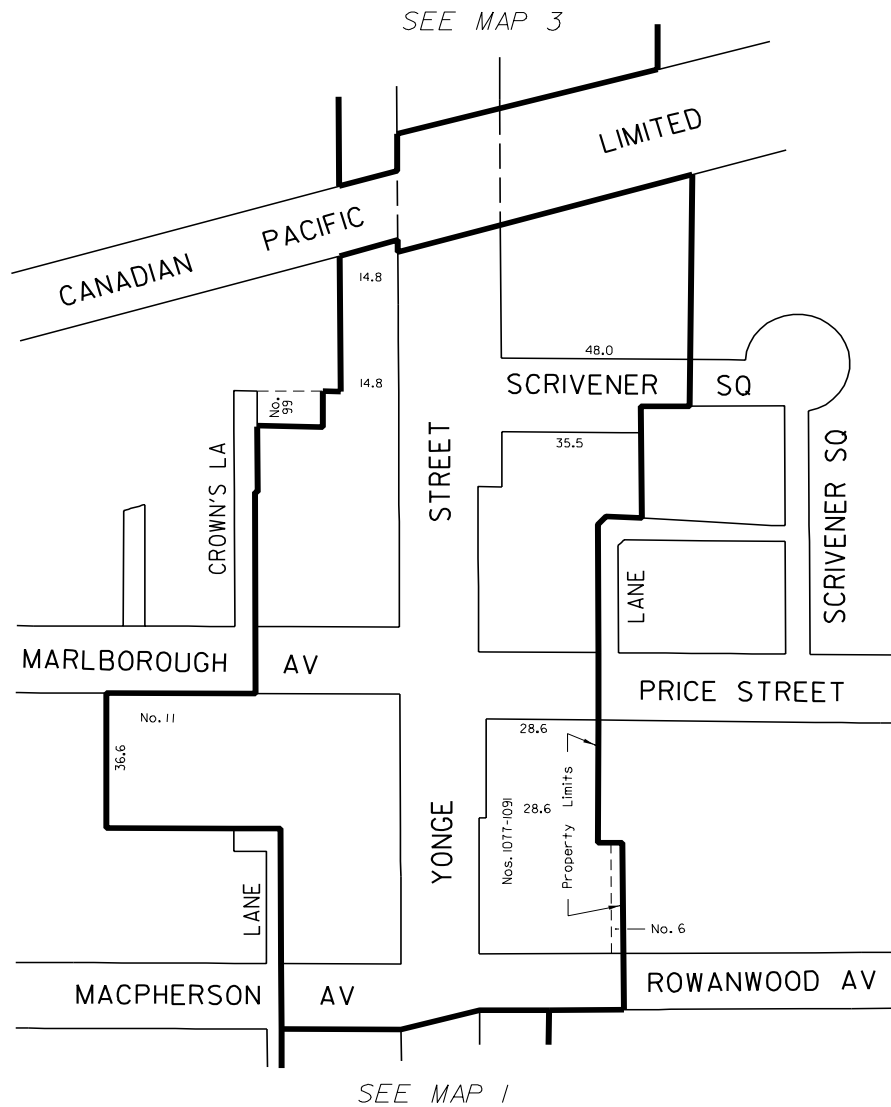 SEE MAP 3
CANADIAN PACIFIC LIMITED
14.8
14.8
48.0
SCRIVENER SQ
No. 99
CROWN'S LA
STREET
35.5
SCRIVENER SQ
LANE
MARLBOROUGH AV
PRICE STREET
No. 11
36.6
28.6
28.6
Property Limits
Nos. 1077-1091
YONGE
LANE
No. 6
MACPHERSON AV
ROWANWOOD AV
SEE MAP 1